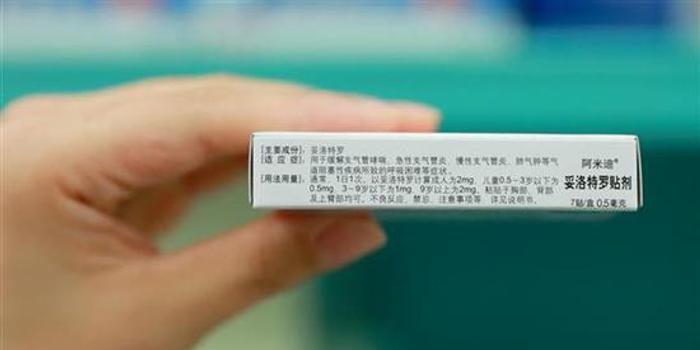 [主要成份]. 妥洛特罗
[适 应 症]. 用于缓解支气管哮喘、急性支气管炎、慢性支气管炎、肺气肿等气
道阻塞性疾病所致的呼吸困难等症状。
[用法用量]. 通常，1日1次，以妥洛特罗计算成人为2mg，儿童0.5－3岁以下为
0.5mg，3－9岁以下为1mg，9岁以上为2mg，粘贴于胸部、背部
及上臂部均可。不良反应、禁忌、注意事项等 详见说明书。
阿米迪®
妥洛特罗贴剂
7贴/盒 0.5毫克